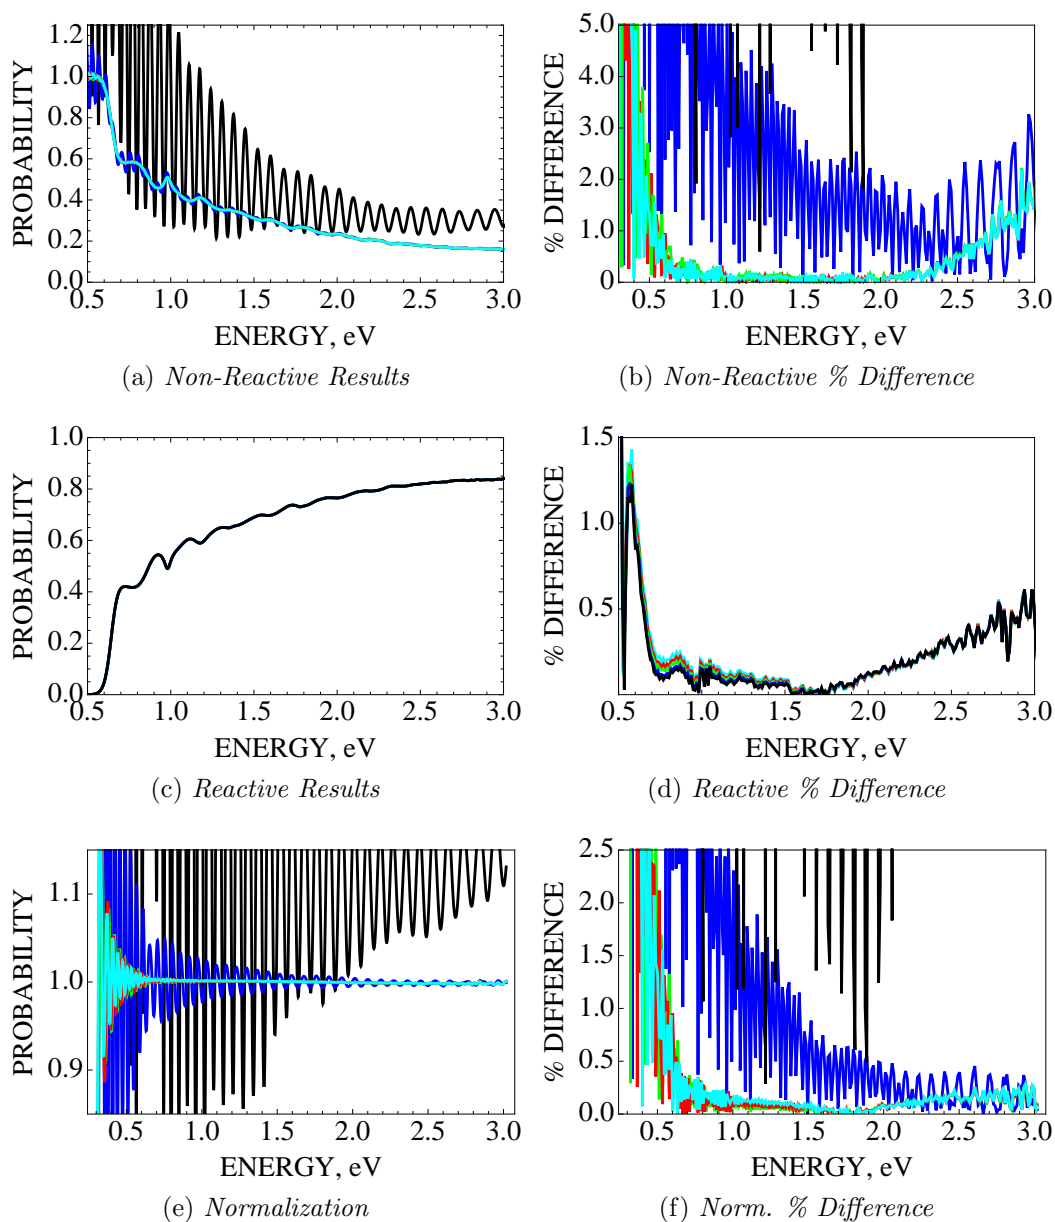 PROBABILITY
1.2
1.0
0.8
0.6
0.4
0.2
0.0
0.5 1.0 1.5 2.0 2.5 3.0
ENERGY, eV
(a) Non-Reactive Results
% DIFFERENCE
5.0
4.0
3.0
2.0
1.0
0
0.5 1.0 1.5 2.0 2.5 3.0
ENERGY, eV
(b) Non-Reactive % Difference
PROBABILITY
1.0
0.8
0.6
0.4
0.2
0.0
0.5 1.0 1.5 2.0 2.5 3.0
ENERGY, eV
(c) Reactive Results
% DIFFERENCE
1.5
1.0
0.5
0.5 1.0 1.5 2.0 2.5 3.0
ENERGY, eV
(d) Reactive % Difference
PROBABILITY
1.1
1.0
0.9
0.5 1.0 1.5 2.0 2.5 3.0
ENERGY, eV
(e) Normalization
% DIFFERENCE
2.5
2.0
1.5
1.0
0.5
0.0
0.5 1.0 1.5 2.0 2.5 3.0
ENERGY, eV
(f) Norm. % Difference